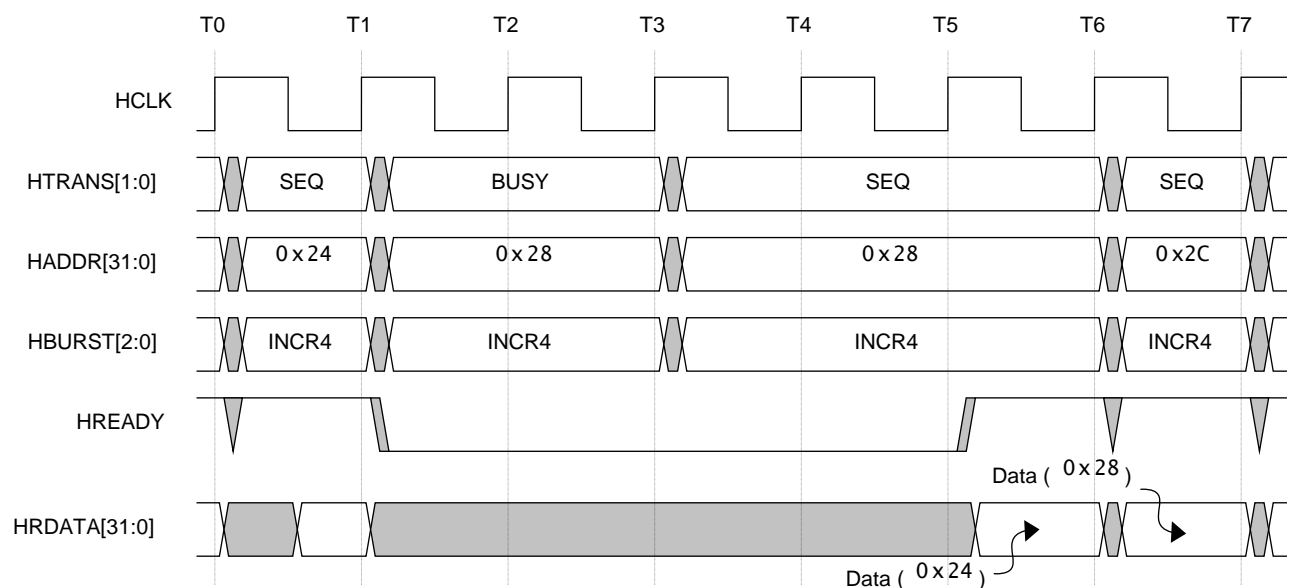 T0 T1 T2 T3 T4 T5 T6 T7
HCLK
HTRANS[1:0] SEQ BUSY SEQ SEQ
HADDR[31:0] 0x24 0x28 0x28 0x2C
HBURST[2:0] INCR4 INCR4 INCR4 INCR4
HREADY
Data ( 0x28 )
HRDATA[31:0]
Data ( 0x24 )